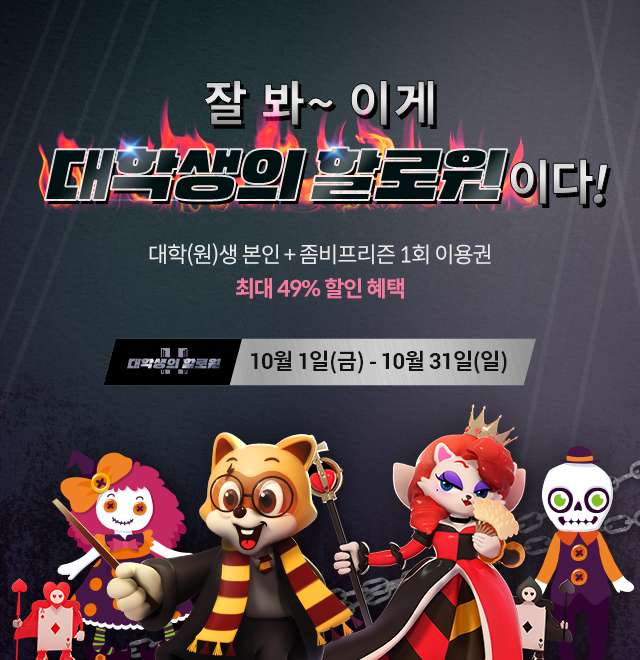 잘 봐~ 이게
대학생의 할로윈이다!
대학(원)생 본인 + 좀비프리즌 1회 이용권
최대 49% 할인 혜택
대학생의 할로윈
10월 1일(금) - 10월 31일(일)
A
A
A